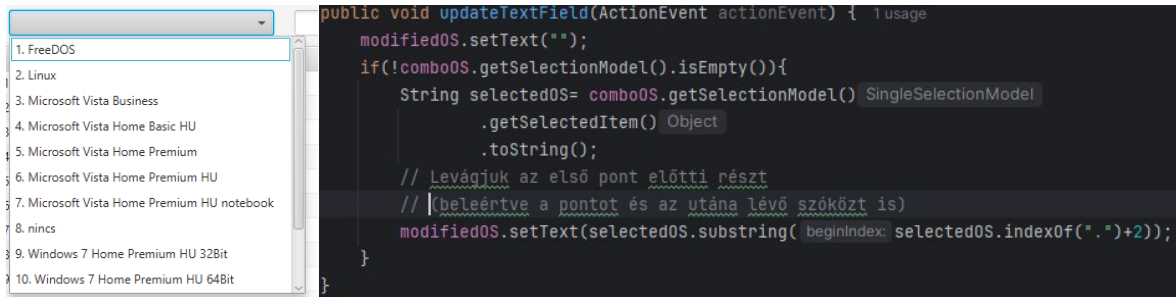 1. FreeDOS
2. Linux
3. Microsoft Vista Business
4. Microsoft Vista Home Basic HU
5. Microsoft Vista Home Premium
6. Microsoft Vista Home Premium HU
7. Microsoft Vista Home Premium HU notebook
8. nincs
9. Windows 7 Home Premium HU 32Bit
10. Windows 7 Home Premium HU 64Bit
public void updateTextField(ActionEvent actionEvent) { 1 usage
modifiedOS.setText("");
if(!comboOS.getSelectionModel().isEmpty()){
String selectedOS= comboOS.getSelectionModel() SingleSelectionModel
.getSelectedItem() Object
.toString();
// Levágjuk az első pont előtti részt
// (beleértve a pontot és az utána lévő szóközt is)
modifiedOS.setText(selectedOS.substring( beginIndex: selectedOS.indexOf(".")+2));
}
}